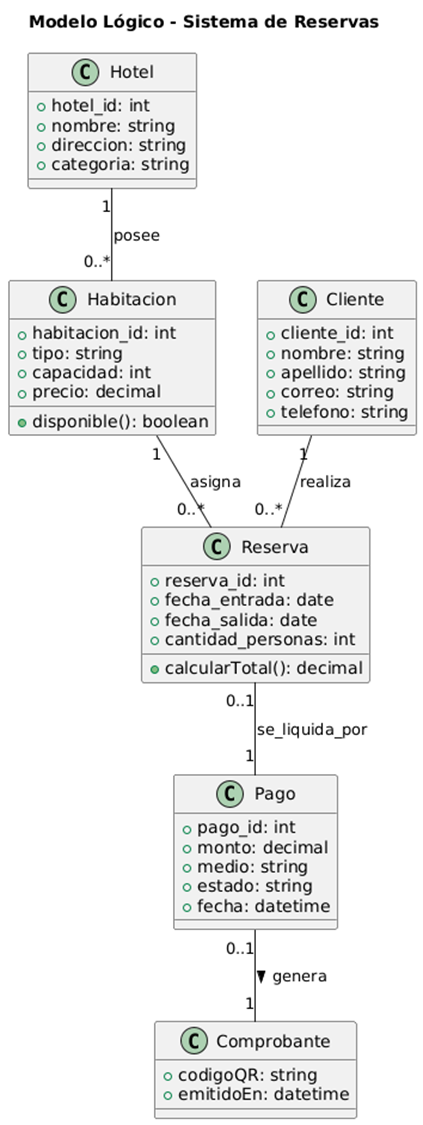 Modelo Lógico - Sistema de Reservas
C Hotel
hotel_id: int
nombre: string
direccion: string
categoria: string
1
posee
0..*
C Habitacion
habitacion_id: int
tipo: string
capacidad: int
precio: decimal
disponible(): boolean
C Cliente
cliente_id: int
nombre: string
apellido: string
correo: string
telefono: string
1
asigna
0..*
1
realiza
0..*
C Reserva
reserva_id: int
fecha_entrada: date
fecha_salida: date
cantidad_personas: int
calcularTotal(): decimal
0..1
se_liquida_por
1
C Pago
pago_id: int
monto: decimal
medio: string
estado: string
fecha: datetime
0..1
genera
1
C Comprobante
codigoQR: string
emitidoEn: datetime